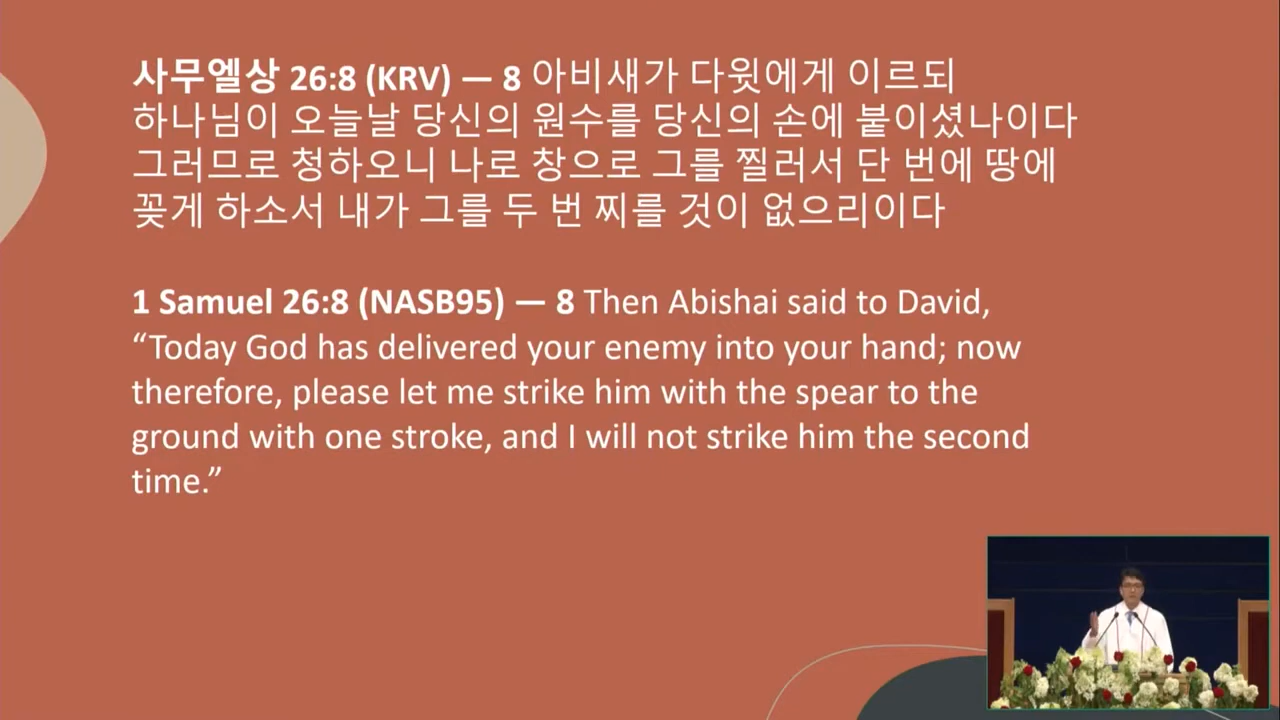 사무엘상 26:8 (KRV) — 8 아비새가 다윗에게 이르되
하나님이 오늘날 당신의 원수를 당신의 손에 붙이셨나이다
그러므로 청하오니 나로 창으로 그를 찔러서 단 번에 땅에
꽂게 하소서 내가 그를 두 번 찌를 것이 없으리이다
1 Samuel 26:8 (NASB95) — 8 Then Abishai said to David,
“Today God has delivered your enemy into your hand; now
therefore, please let me strike him with the spear to the
ground with one stroke, and I will not strike him the second
time.”